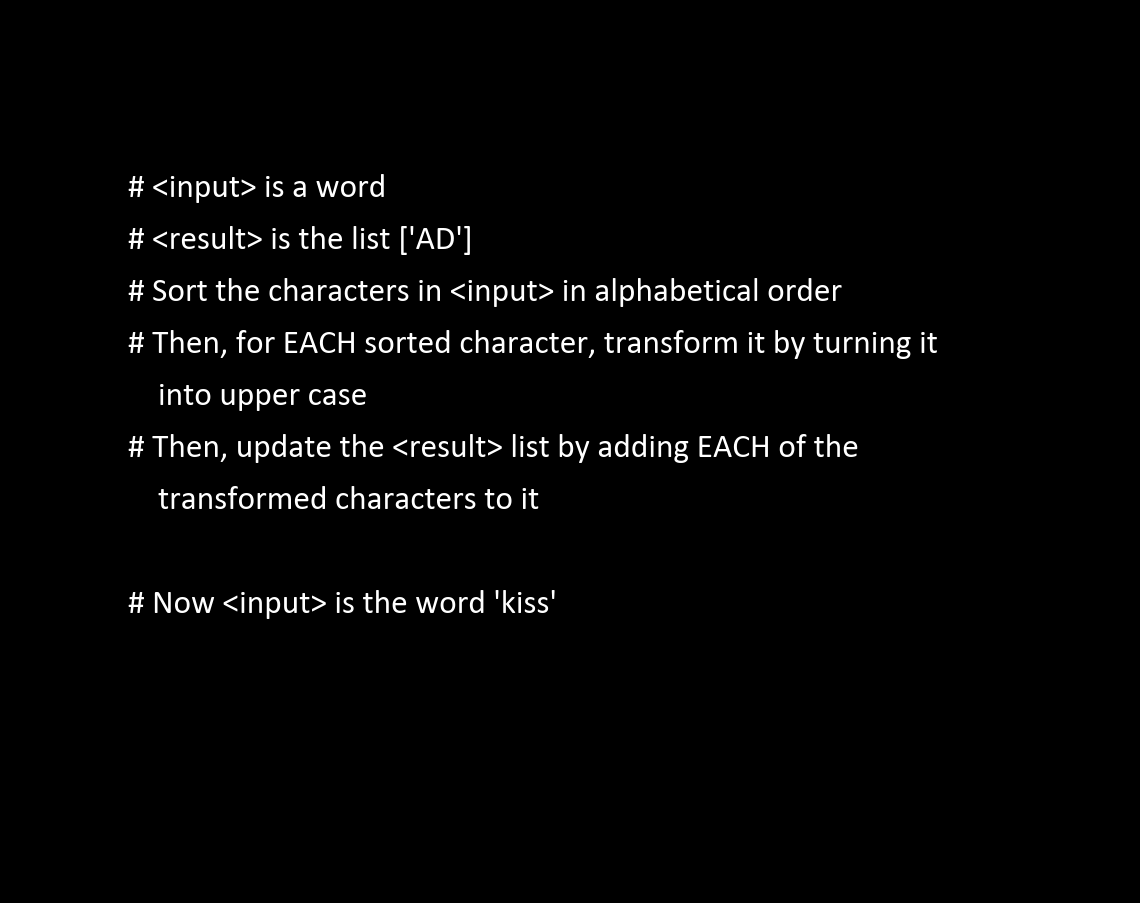 # <input> is a word
# <result> is the list ['AD']
# Sort the characters in <input> in alphabetical order
# Then, for EACH sorted character, transform it by turning it
into upper case
# Then, update the <result> list by adding EACH of the
transformed characters to it
# Now <input> is the word 'kiss'